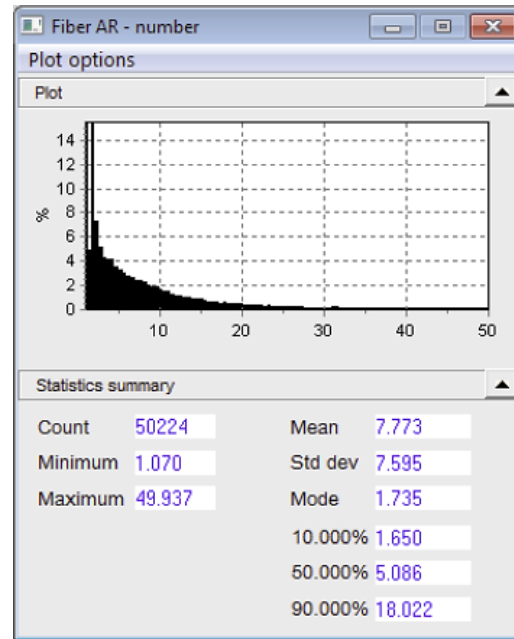 Fiber AR - number
Plot options
Plot
14
12
10
8
6
4
2
0
%
10 20 30 40 50
Statistics summary
Count 50224 Mean 7.773
Minimum 1.070 Std dev 7.595
Maximum 49.937 Mode 1.735
10.000% 1.650
50.000% 5.086
90.000% 18.022